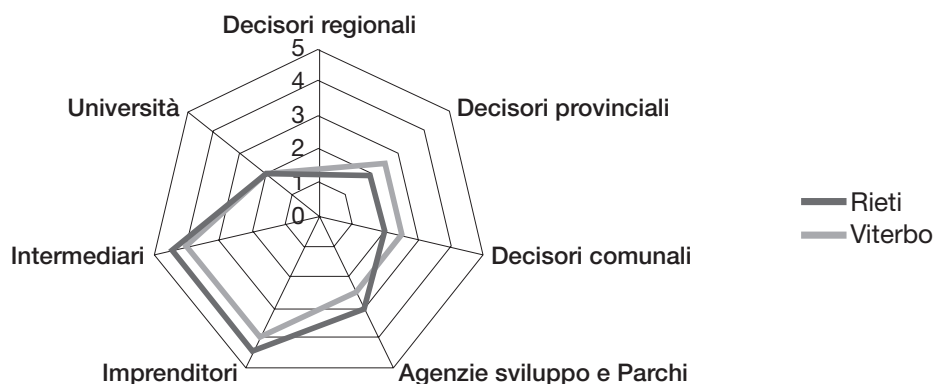 Decisori regionali
5
4
3
2
1
0
Università
Decisori provinciali
Intermediari
Decisori comunali
Imprenditori
Agenzie sviluppo e Parchi
Rieti
Viterbo